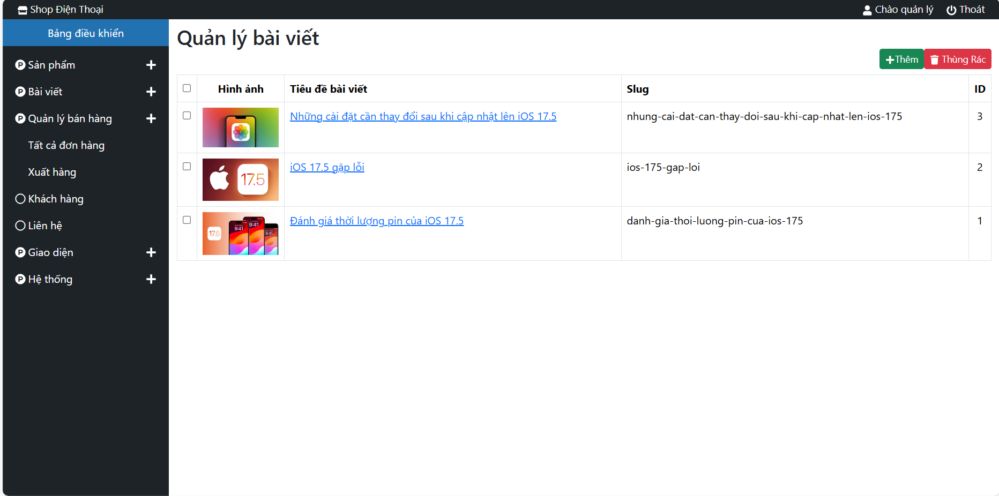 Shop Điện Thoại
Chào quản lý
Thoát
Bảng điều khiển
Sản phẩm
Bài viết
Quản lý bán hàng
Tất cả đơn hàng
Xuất hàng
Khách hàng
Liên hệ
Giao diện
Hệ thống
Quản lý bài viết
Thêm
Thùng Rác
Hình ảnh Tiêu đề bài viết Slug ID
Những cài đặt cần thay đổi sau khi cập nhật lên iOS 17.5 nhung-cai-dat-can-thay-doi-sau-khi-cap-nhat-len-ios-175 3
17.5 iOS 17.5 gặp lỗi ios-175-gap-loi 2
17.5 9:41 9:41 9:41 Đánh giá thời lượng pin của iOS 17.5 danh-gia-thoi-luong-pin-cua-ios-175 1